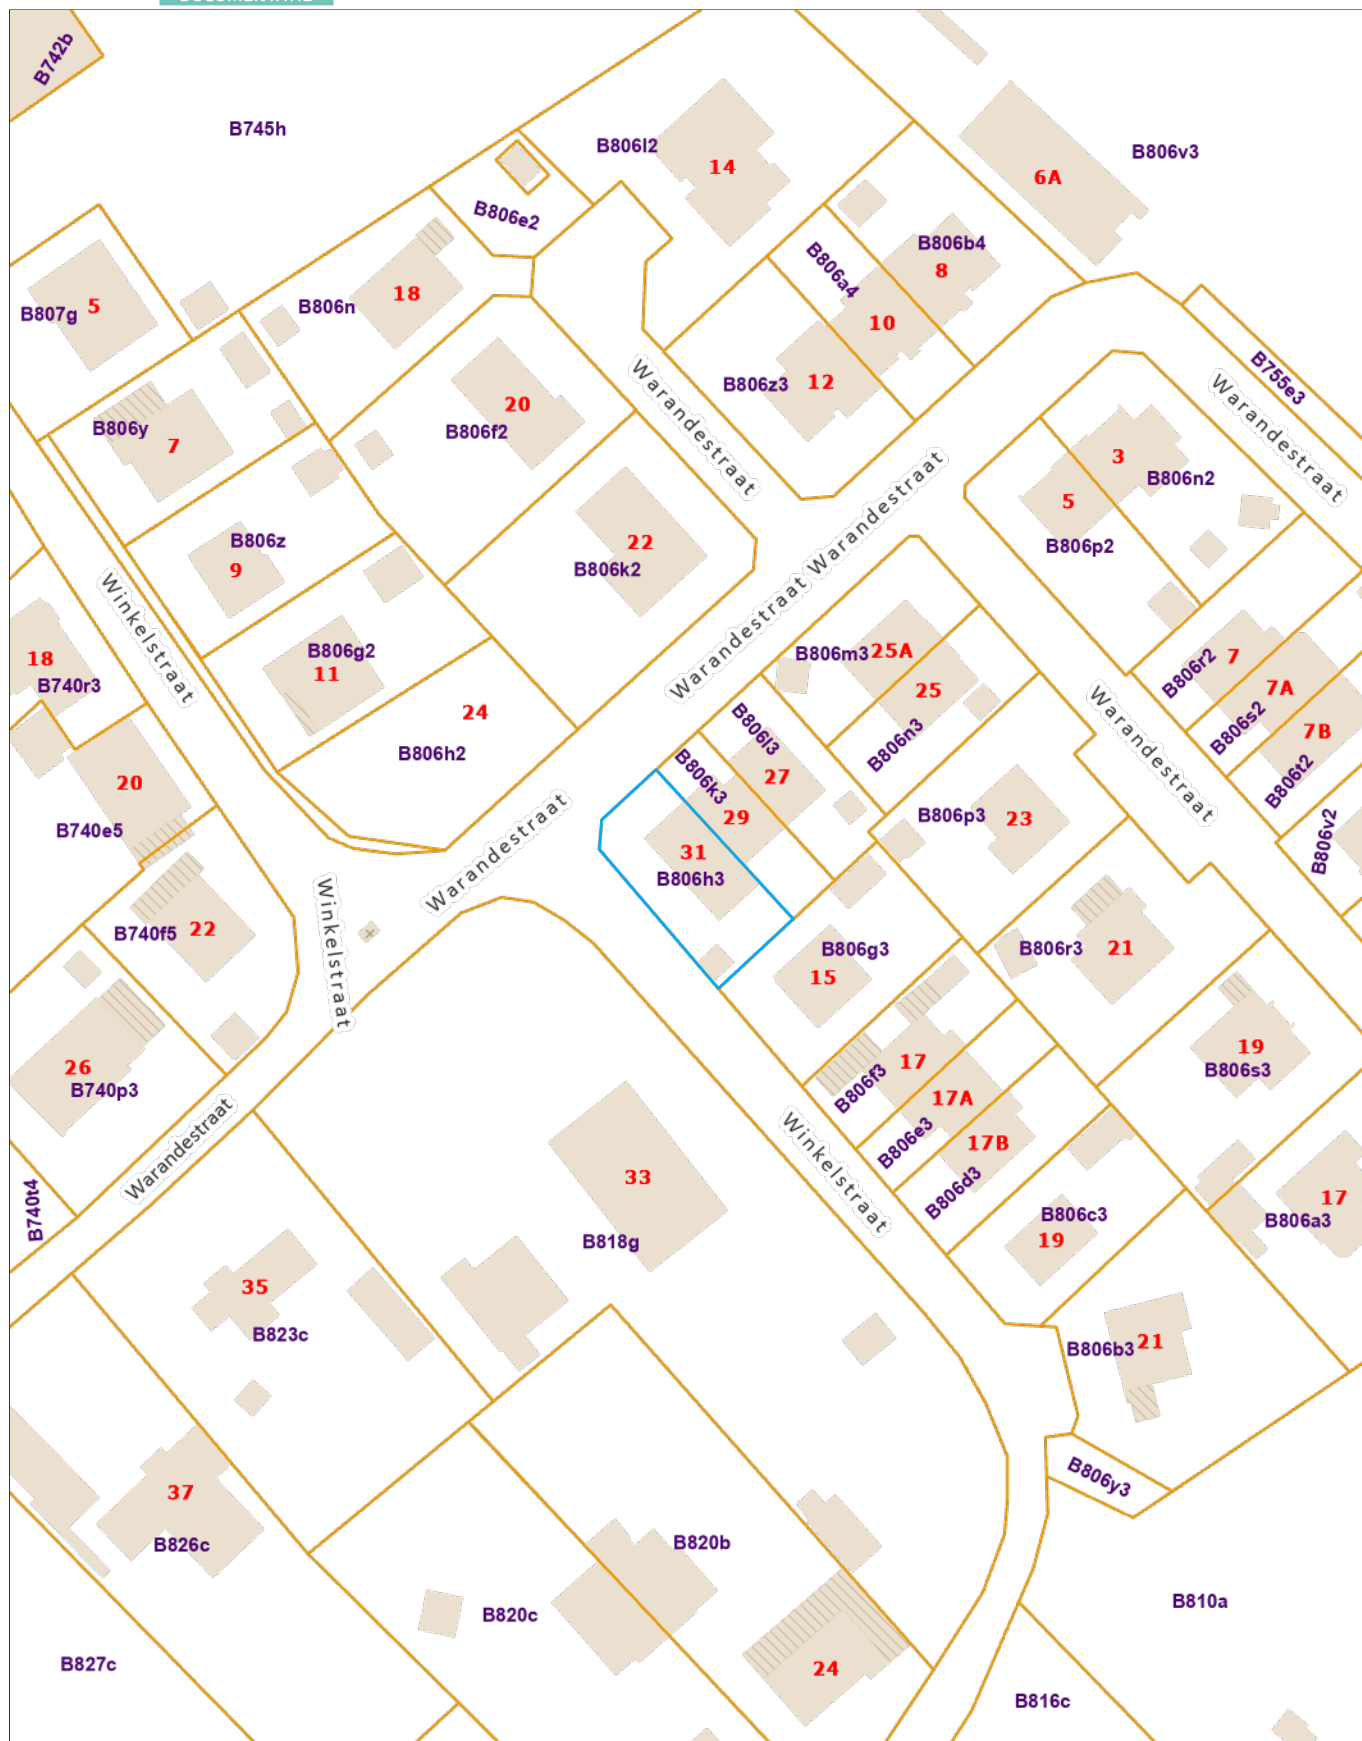 B742b
B745h
B806l2
14
6A
B806v3
B806e2
B806b4
8
B806a4
B807g
5
B806n
18
10
B806z3
12
Warandestraat
B755e3
Warandestraat
B806y
7
20
B806f2
3
B806n2
5
B806p2
Warandestraat
B806z
9
22
B806k2
Warandestraat
Winkelstraat
18
B740r3
B806g2
11
B806m3
25A
25
B806r2
7
7A
B806s2
7B
B806t2
24
B806h2
B806l3
B806n3
Warandestraat
20
B740e5
B806k3
27
29
31
B806h3
B806p3
23
B806v2
Warandestraat
Winkelstraat
B740f5
22
B806g3
15
B806r3
21
26
B740p3
17
B806f3
17A
B806e3
17B
B806d3
19
B806s3
Warandestraat
B740t4
33
B818g
Winkelstraat
B806c3
19
17
B806a3
35
B823c
B806b3
21
37
B826c
B806y3
B820b
B820c
B810a
B827c
24
B816c